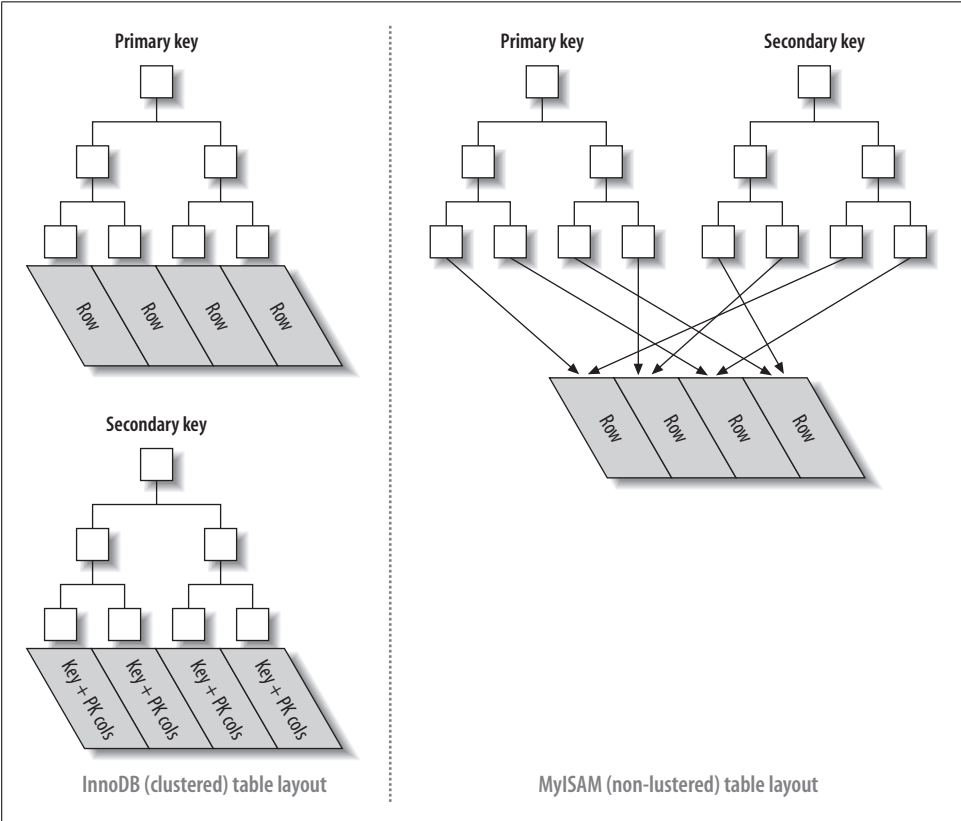 Primary key
Row
Row
Row
Row
Secondary key
Key + PK cols
Key + PK cols
Key + PK cols
Key + PK cols
InnoDB (clustered) table layout
Primary key
Secondary key
Row
Row
Row
Row
MyISAM (non-lustered) table layout